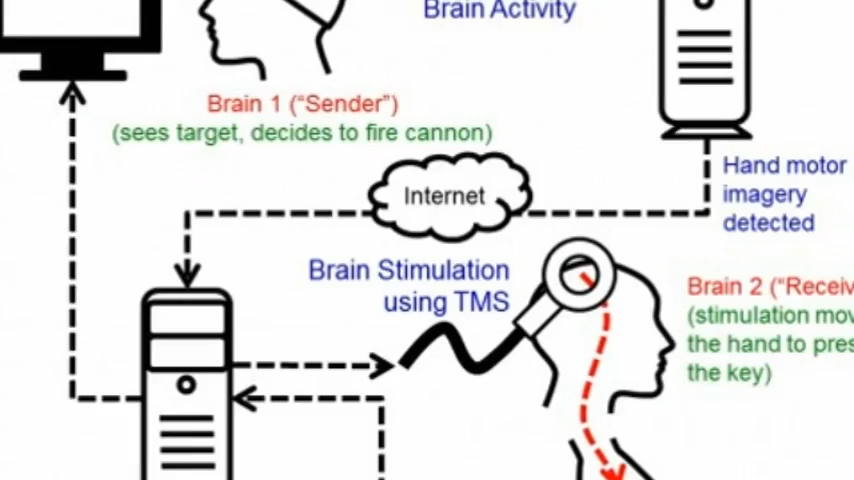 Brain Activity
Brain 1 ("Sender")
(sees target, decides to fire cannon)
Internet
Hand motor
imagery
detected
Brain Stimulation
using TMS
Brain 2 ("Receiv
(stimulation mov
the hand to pres
the key)